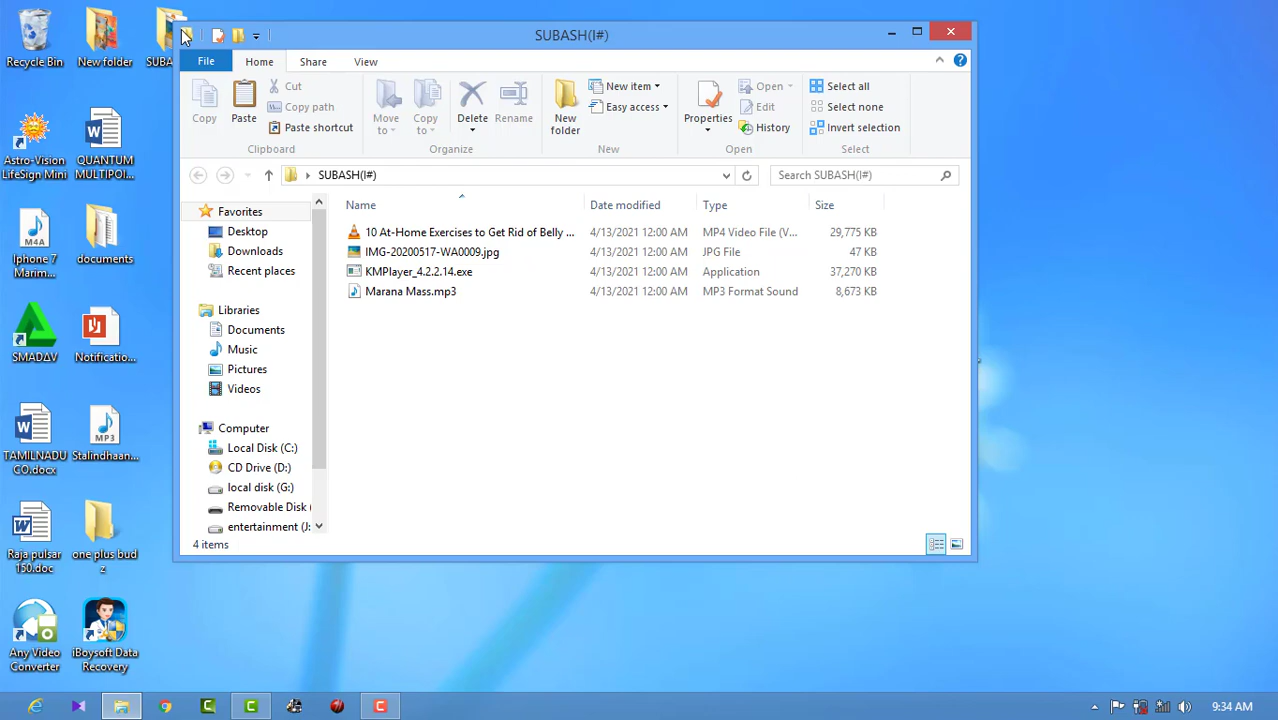 SUBASH(I#)
File
Home
Share
View
Copy
Paste
Cut
Copy path
Paste shortcut
Clipboard
Move to
Copy to
Delete
Rename
Organize
New folder
New item
Easy access
New
Properties
Open
Edit
History
Open
Select all
Select none
Invert selection
Select
SUBASH(I#)
Search SUBASH(I#)
Favorites
Desktop
Downloads
Recent places
Libraries
Documents
Music
Pictures
Videos
Computer
Local Disk (C:)
CD Drive (D:)
local disk (G:)
Removable Disk (
entertainment (J:
Name Date modified Type Size
10 At-Home Exercises to Get Rid of Belly ... 4/13/2021 12:00 AM MP4 Video File (V... 29,775 KB
IMG-20200517-WA0009.jpg 4/13/2021 12:00 AM JPG File 47 KB
KMPlayer_4.2.2.14.exe 4/13/2021 12:00 AM Application 37,270 KB
Marana Mass.mp3 4/13/2021 12:00 AM MP3 Format Sound 8,673 KB
4 items
Recycle Bin
New folder
SUBA
Astro-Vision
LifeSign Mini
QUANTUM
MULTIPOI...
M4A
Iphone 7
Marim...
documents
SMADΔV
Notificatio...
TAMILNADU
CO.docx
MP3
Stalindhaan...
Raja pulsar
150.doc
one plus bud
z
Any Video
Converter
iBoysoft Data
Recovery
9:34 AM